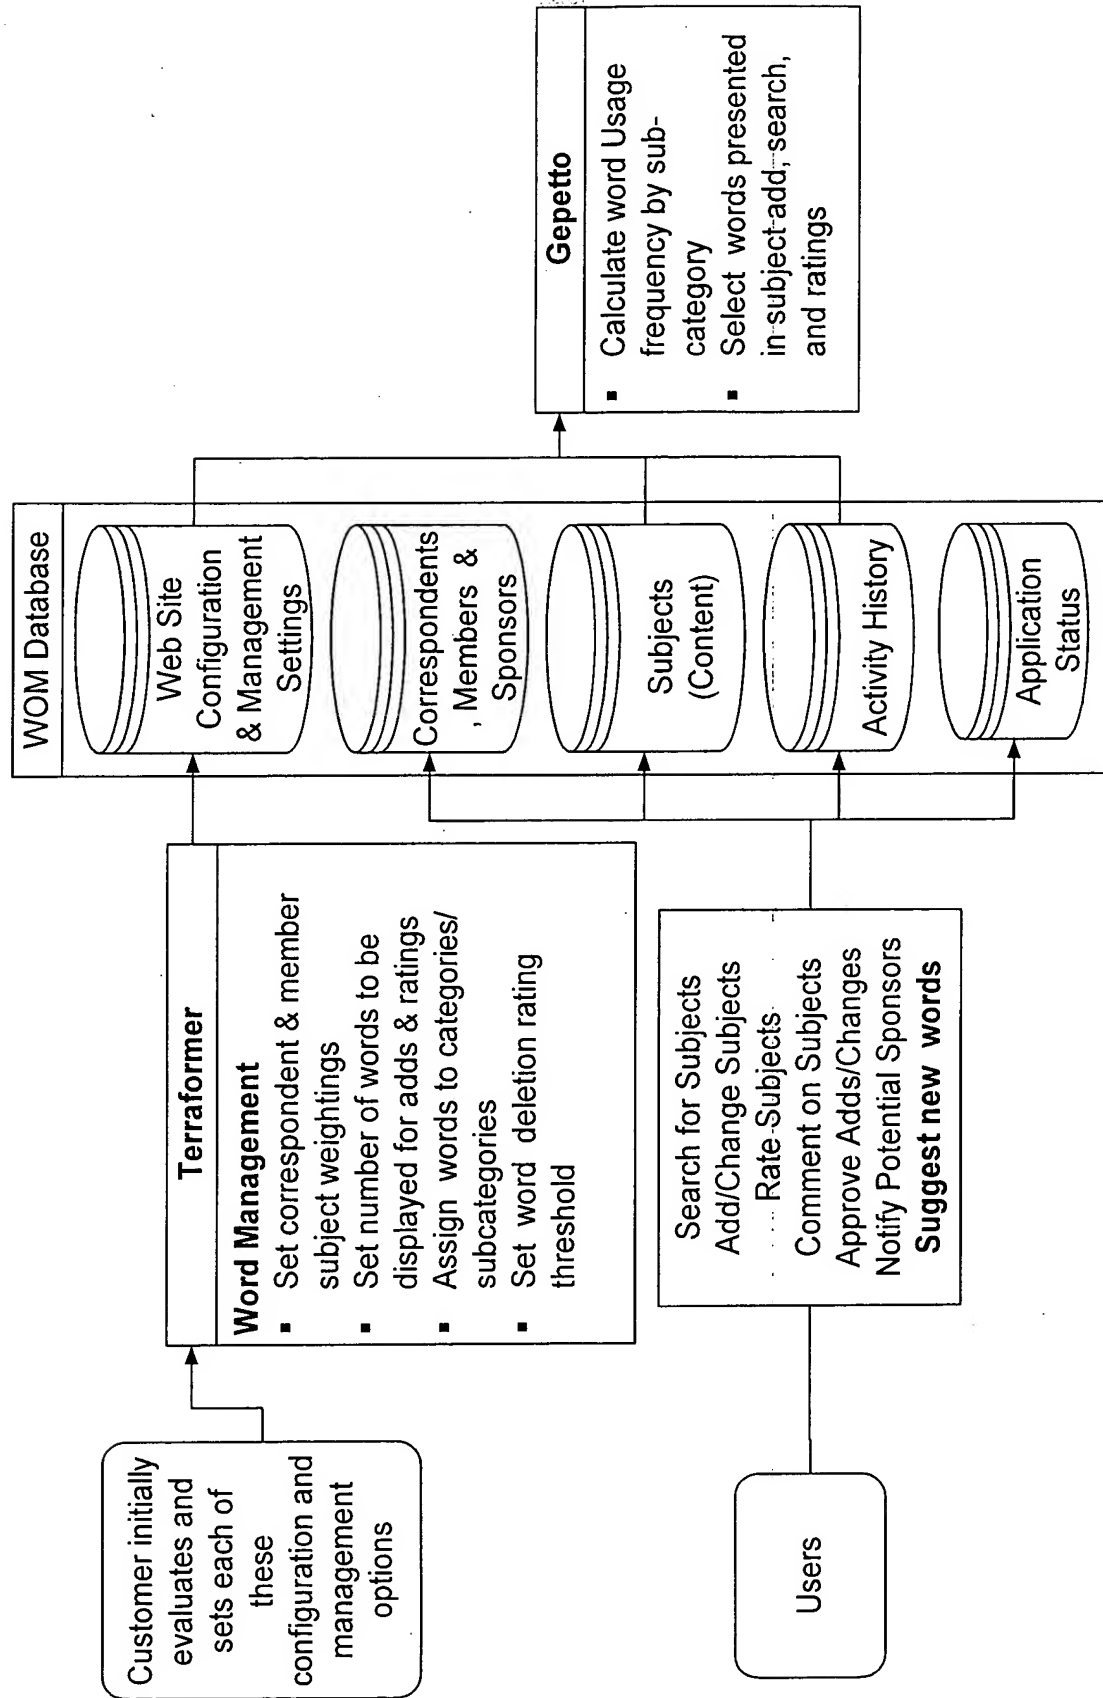 Customer initially
evaluates and
sets each of
these
configuration and
management
options
Terraformer
Word Management
▪ Set correspondent & member
subject weightings
▪ Set number of words to be
displayed for adds & ratings
▪ Assign words to categories/
subcategories
▪ Set word deletion rating
threshold
Users
Search for Subjects
Add/Change Subjects
Rate Subjects
Comment on Subjects
Approve Adds/Changes
Notify Potential Sponsors
Suggest new words
WOM Database
Web Site
Configuration
& Management
Settings
Correspondents
, Members &
Sponsors
Subjects
(Content)
Activity History
Application
Status
Gepetto
▪ Calculate word Usage
frequency by sub-
category
▪ Select words presented
in subject add, search,
and ratings